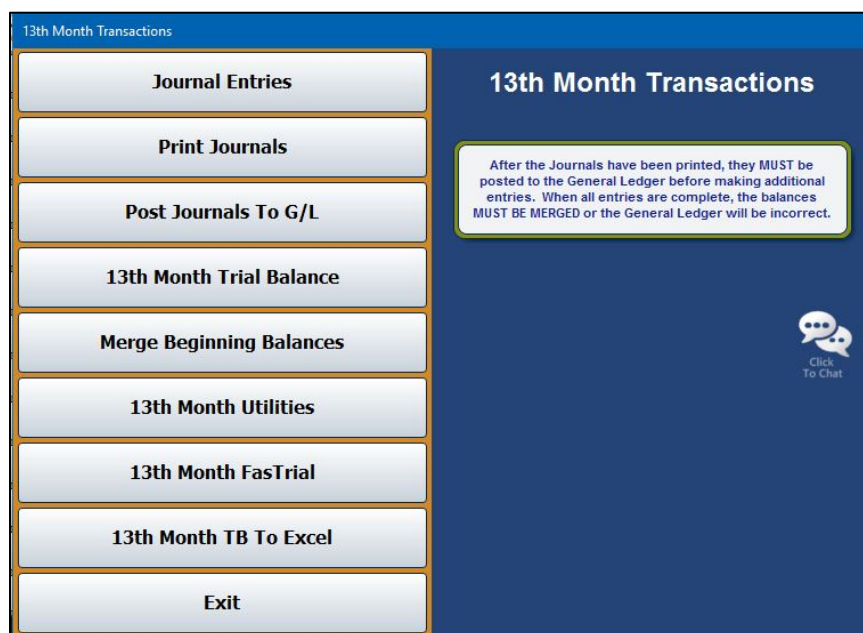 13th Month Transactions
Journal Entries
Print Journals
Post Journals To G/L
13th Month Trial Balance
Merge Beginning Balances
13th Month Utilities
13th Month FasTrial
13th Month TB To Excel
Exit
13th Month Transactions
After the Journals have been printed, they MUST be
posted to the General Ledger before making additional
entries. When all entries are complete, the balances
MUST BE MERGED or the General Ledger will be incorrect.
Click
To Chat